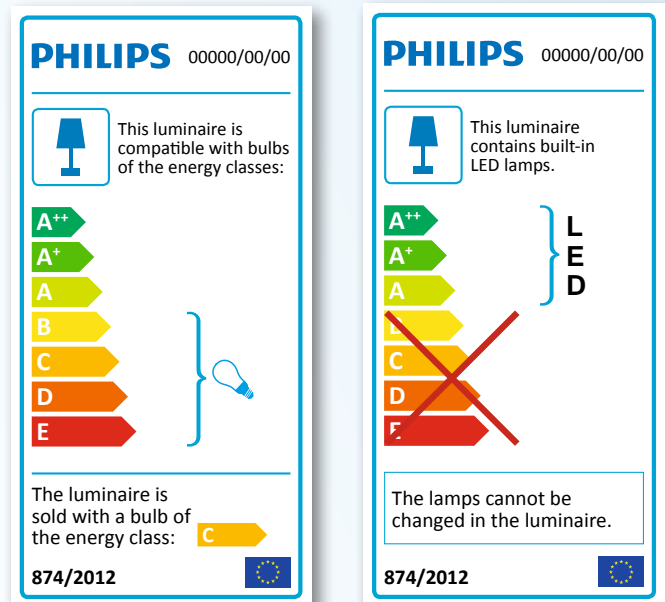 PHILIPS 00000/00/00
This luminaire is
compatible with bulbs
of the energy classes:
A++
A+
A
B
C
D
E
The luminaire is
sold with a bulb of
the energy class: C
874/2012
PHILIPS 00000/00/00
This luminaire
contains built-in
LED lamps.
A++
A+
A
L
E
D
B
C
D
E
The lamps cannot be
changed in the luminaire.
874/2012